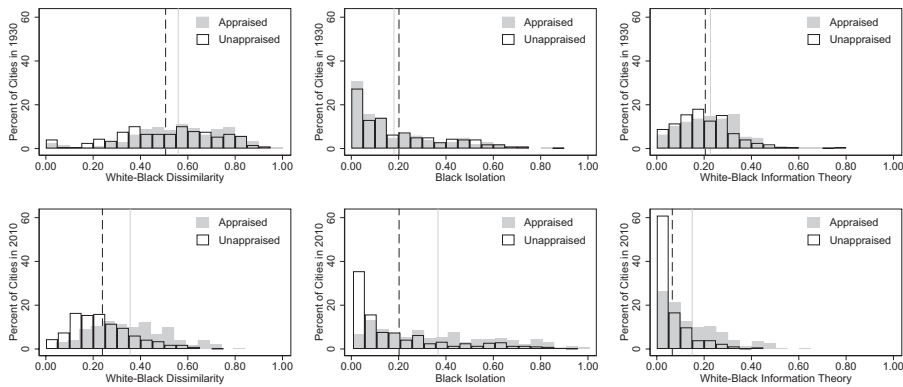 Percent of Cities in 1930
0 20 40 60
Appraised
Unappraised
0.00 0.20 0.40 0.60 0.80 1.00
White-Black Dissimilarity
Percent of Cities in 1930
0 20 40 60
Appraised
Unappraised
0.00 0.20 0.40 0.60 0.80 1.00
Black Isolation
Percent of Cities in 1930
0 20 40 60
Appraised
Unappraised
0.00 0.20 0.40 0.60 0.80 1.00
White-Black Information Theory
Percent of Cities in 2010
0 20 40 60
Appraised
Unappraised
0.00 0.20 0.40 0.60 0.80 1.00
White-Black Dissimilarity
Percent of Cities in 2010
0 20 40 60
Appraised
Unappraised
0.00 0.20 0.40 0.60 0.80 1.00
Black Isolation
Percent of Cities in 2010
0 20 40 60
Appraised
Unappraised
0.00 0.20 0.40 0.60 0.80 1.00
White-Black Information Theory